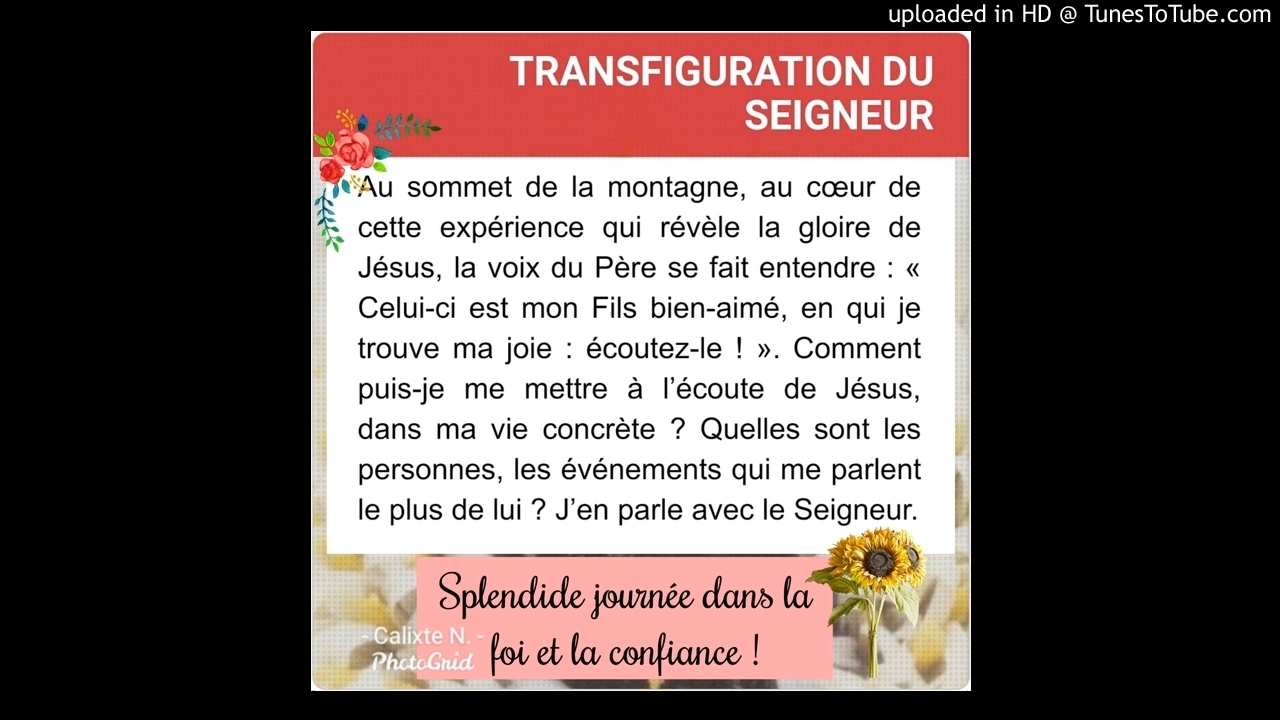 uploaded in HD @ TunesToTube.com
TRANSFIGURATION DU
SEIGNEUR
Au sommet de la montagne, au cœur de
cette expérience qui révèle la gloire de
Jésus, la voix du Père se fait entendre : «
Celui-ci est mon Fils bien-aimé, en qui je
trouve ma joie : écoutez-le ! ». Comment
puis-je me mettre à l’écoute de Jésus,
dans ma vie concrète ? Quelles sont les
personnes, les événements qui me parlent
le plus de lui ? J’en parle avec le Seigneur.
Splendide journée dans la
foi et la confiance !
- Calixte N. -
PhotoGrid